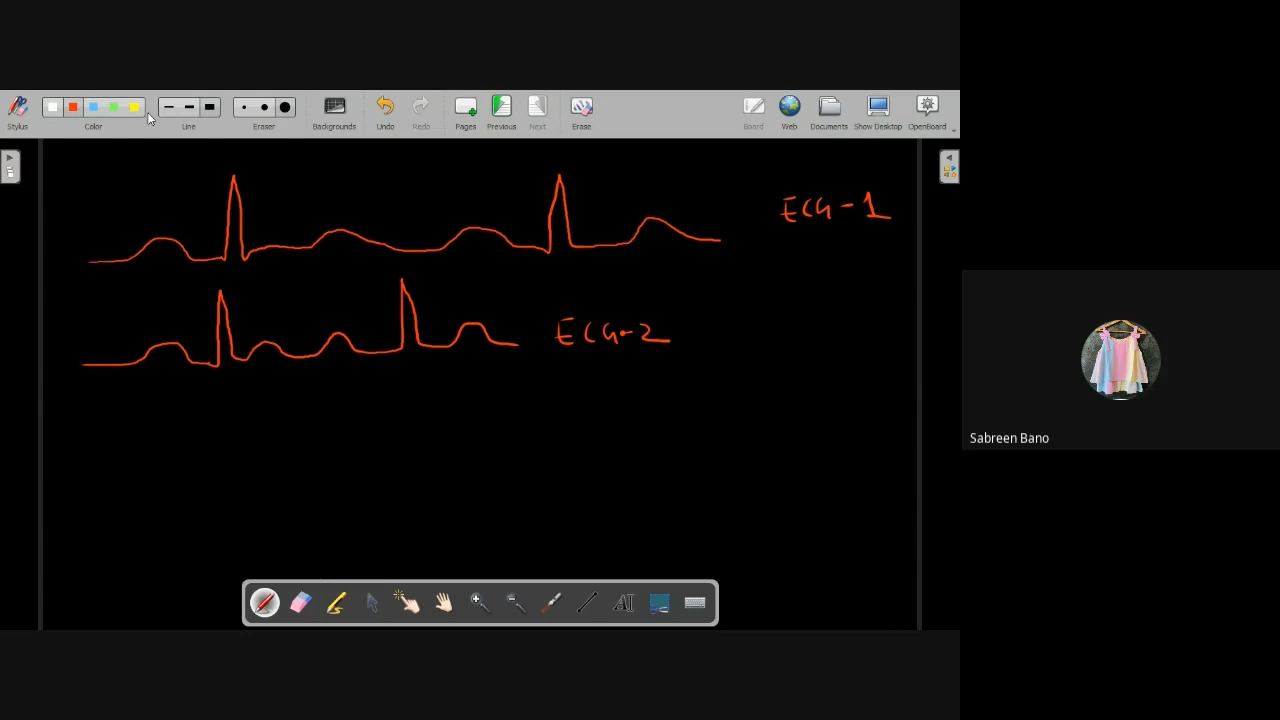 Stylus
Color
Line
Eraser
Backgrounds
Undo
Redo
Pages
Previous
Next
Erase
Board
Web
Documents
Show Desktop
OpenBoard
ECG-1
ECG-2
AI
Sabreen Bano